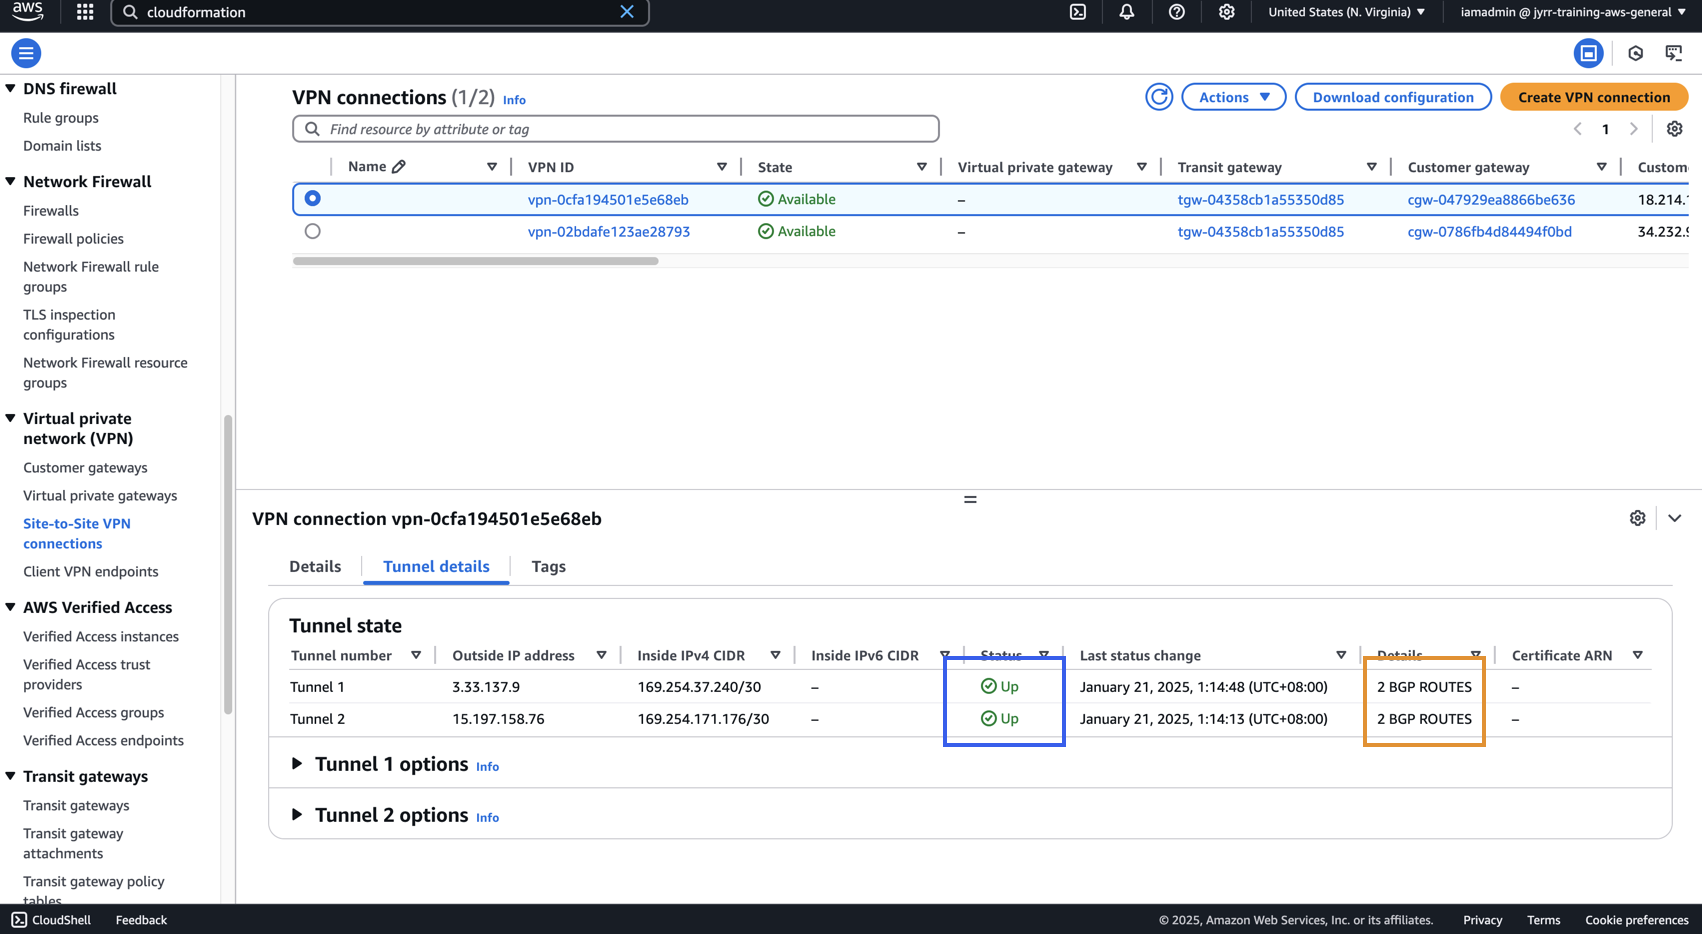 aws
cloudformation
United States (N. Virginia)
iamadmin @ jyrr-training-aws-general
DNS firewall
Rule groups
Domain lists
Network Firewall
Firewalls
Firewall policies
Network Firewall rule
groups
TLS inspection
configurations
Network Firewall resource
groups
Virtual private
network (VPN)
Customer gateways
Virtual private gateways
Site-to-Site VPN
connections
Client VPN endpoints
AWS Verified Access
Verified Access instances
Verified Access trust
providers
Verified Access groups
Verified Access endpoints
Transit gateways
Transit gateways
Transit gateway
attachments
Transit gateway policy
tables
VPN connections (1/2) Info
Actions
Download configuration
Create VPN connection
Find resource by attribute or tag
1
Name VPN ID State Virtual private gateway Transit gateway Customer gateway Custom
vpn-0cfa194501e5e68eb Available – tgw-04358cb1a55350d85 cgw-047929ea8866be636 18.214.
vpn-02bdafe123ae28793 Available – tgw-04358cb1a55350d85 cgw-0786fb4d84494f0bd 34.232.
VPN connection vpn-0cfa194501e5e68eb
Details Tunnel details Tags
Tunnel state
Tunnel number Outside IP address Inside IPv4 CIDR Inside IPv6 CIDR Status Last status change Details Certificate ARN
Tunnel 1 3.33.137.9 169.254.37.240/30 – Up January 21, 2025, 1:14:48 (UTC+08:00) 2 BGP ROUTES –
Tunnel 2 15.197.158.76 169.254.171.176/30 – Up January 21, 2025, 1:14:13 (UTC+08:00) 2 BGP ROUTES –
Tunnel 1 options Info
Tunnel 2 options Info
CloudShell Feedback
© 2025, Amazon Web Services, Inc. or its affiliates. Privacy Terms Cookie preferences